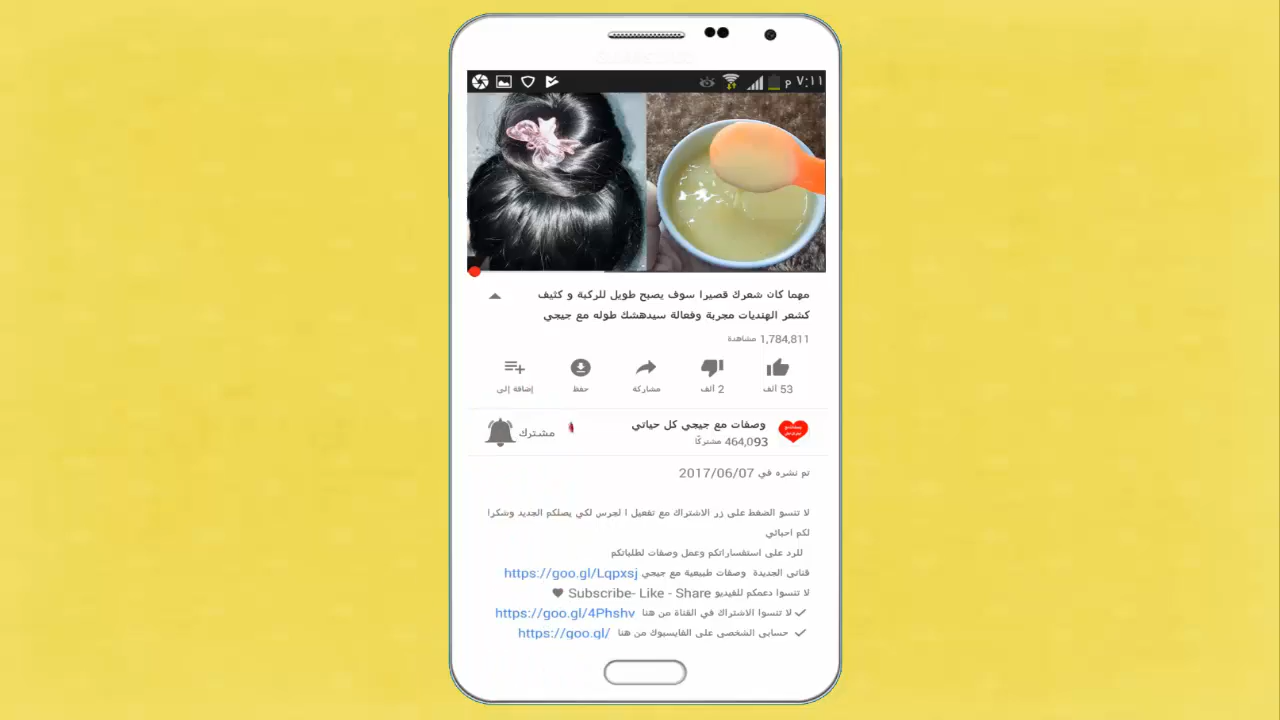 م ٧:١١
مهما كان شعرك قصيرا سوف يصبح طويل للركبة و كثيف
كشعر الهنديات مجربة وفعالة سيدهشك طوله مع جيجي
1,784,811 مشاهدة
53 ألف
2 ألف
مشاركة
حفظ
إضافة إلى
وصفات مع جيجي كل حياتي
464,093 مشتركًا
مشترك
تم نشره في 2017/06/07
لا تنسو الضغط على زر الاشتراك مع تفعيل ا لجرس لكي يصلكم الجديد وشكرا
لكم احبائي
للرد على استفساراتكم وعمل وصفات لطلباتكم
قناتى الجديدة وصفات طبيعية مع جيجي https://goo.gl/Lqpxsj
لا تنسوا دعمكم للفيديو Subscribe- Like - Share ♥
✓ لا تنسوا الاشتراك في القناة من هنا https://goo.gl/4Phshv
✓ حسابى الشخصى على الفايسبوك من هنا https://goo.gl/